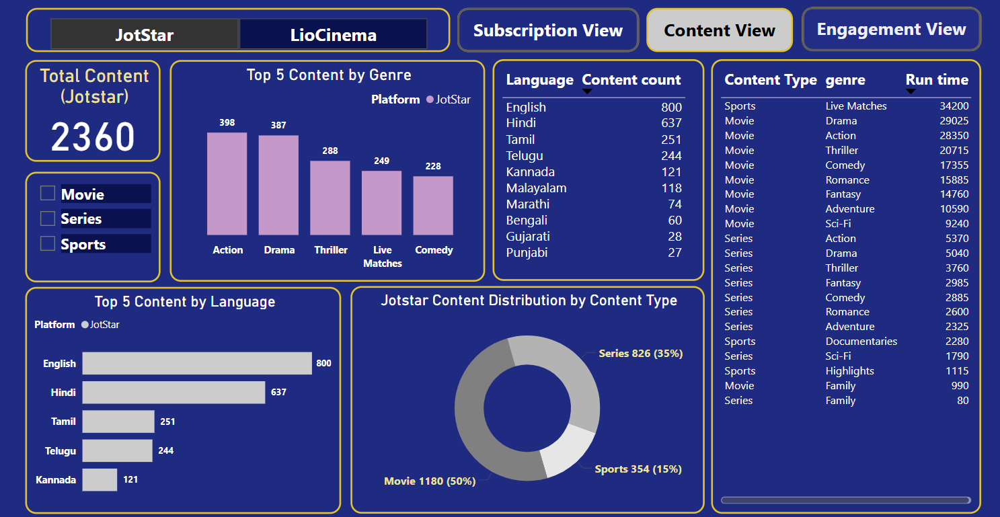 JotStar LioCinema Subscription View Content View Engagement View
Total Content
(Jotstar)
2360
Movie
Series
Sports
Top 5 Content by Genre
Platform JotStar
398 387 288 249 228
Action Drama Thriller Live Matches Comedy
Language Content count
English 800
Hindi 637
Tamil 251
Telugu 244
Kannada 121
Malayalam 118
Marathi 74
Bengali 60
Gujarati 28
Punjabi 27
Content Type genre Run time
Sports Live Matches 34200
Movie Drama 29025
Movie Action 28350
Movie Thriller 20715
Movie Comedy 17355
Movie Romance 15885
Movie Fantasy 14760
Movie Adventure 10590
Movie Sci-Fi 9240
Series Action 5370
Series Drama 5040
Series Thriller 3760
Series Fantasy 2985
Series Comedy 2885
Series Romance 2600
Series Adventure 2325
Sports Documentaries 2280
Series Sci-Fi 1790
Sports Highlights 1115
Movie Family 990
Series Family 80
Top 5 Content by Language
Platform JotStar
English 800
Hindi 637
Tamil 251
Telugu 244
Kannada 121
Jotstar Content Distribution by Content Type
Series 826 (35%)
Sports 354 (15%)
Movie 1180 (50%)